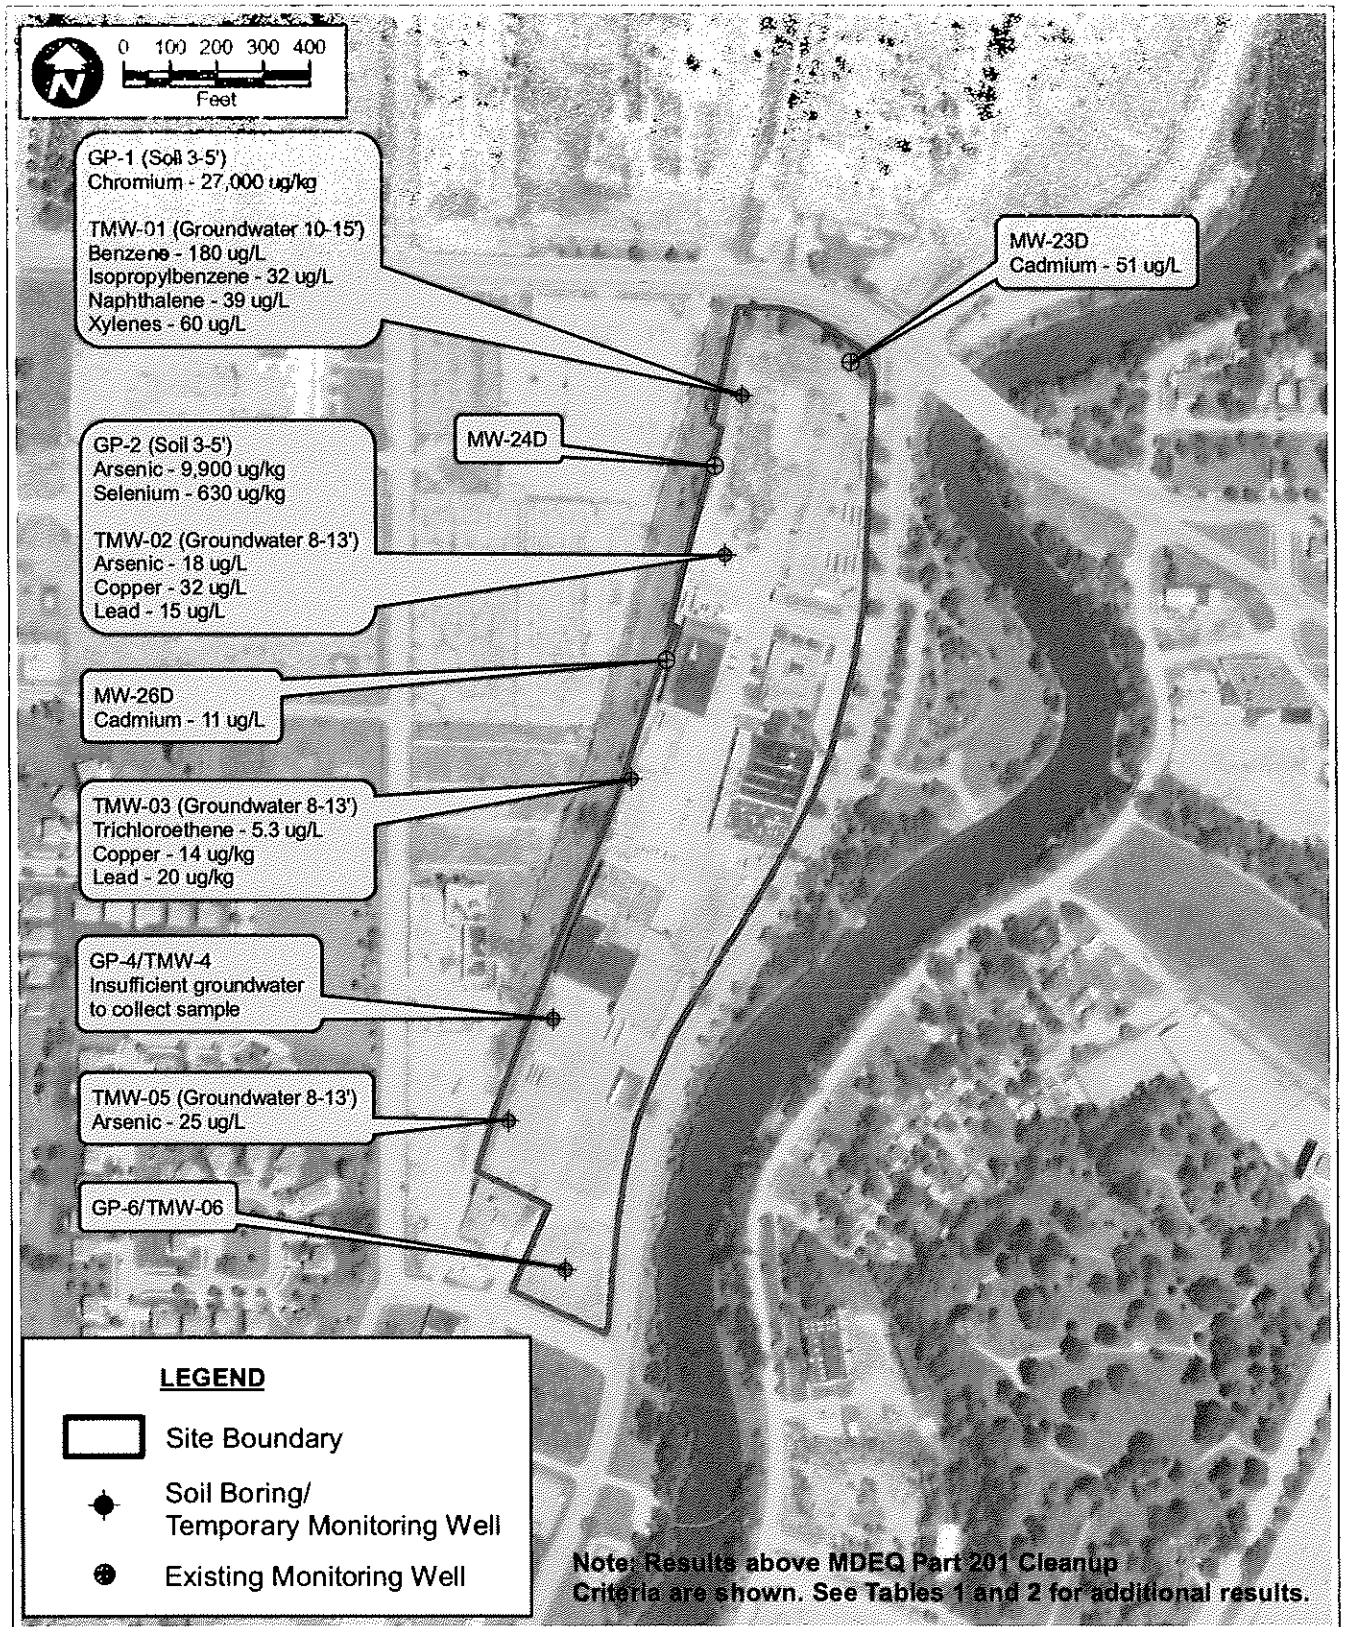 N
0 100 200 300 400
Feet
GP-1 (Soil 3-5')
Chromium - 27,000 ug/kg
TMW-01 (Groundwater 10-15')
Benzene - 180 ug/L
Isopropylbenzene - 32 ug/L
Naphthalene - 39 ug/L
Xylenes - 60 ug/L
MW-23D
Cadmium - 51 ug/L
GP-2 (Soil 3-5')
Arsenic - 9,900 ug/kg
Selenium - 630 ug/kg
TMW-02 (Groundwater 8-13')
Arsenic - 18 ug/L
Copper - 32 ug/L
Lead - 15 ug/L
MW-24D
MW-26D
Cadmium - 11 ug/L
TMW-03 (Groundwater 8-13')
Trichloroethene - 5.3 ug/L
Copper - 14 ug/kg
Lead - 20 ug/kg
GP-4/TMW-4
Insufficient groundwater
to collect sample
TMW-05 (Groundwater 8-13')
Arsenic - 25 ug/L
GP-6/TMW-06
LEGEND
Site Boundary
Soil Boring/
Temporary Monitoring Well
Existing Monitoring Well
Note: Results above MDEQ Part 201 Cleanup
Criteria are shown. See Tables 1 and 2 for additional results.